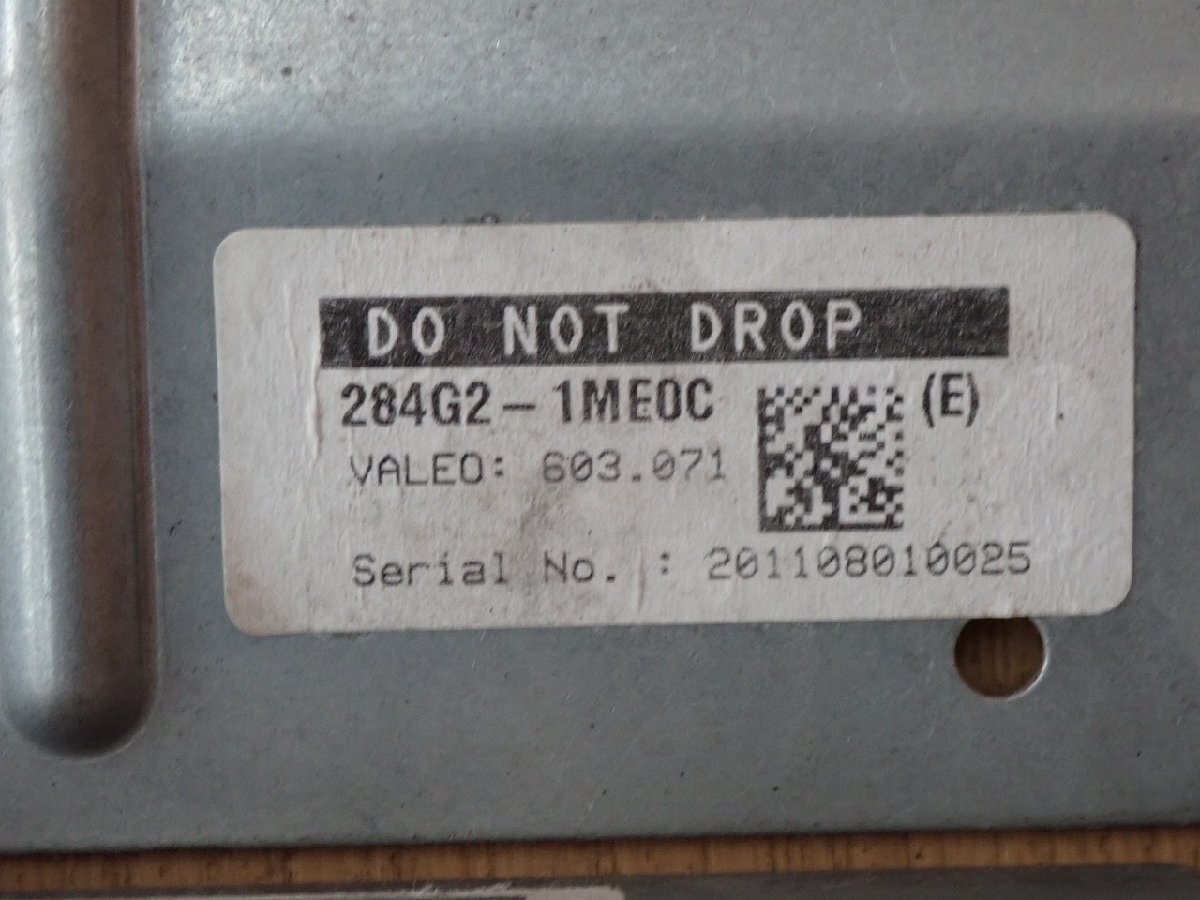 DO NOT DROP
284G2-1ME0C (E)
VALEO: 603.071
Serial No. : 201108010025